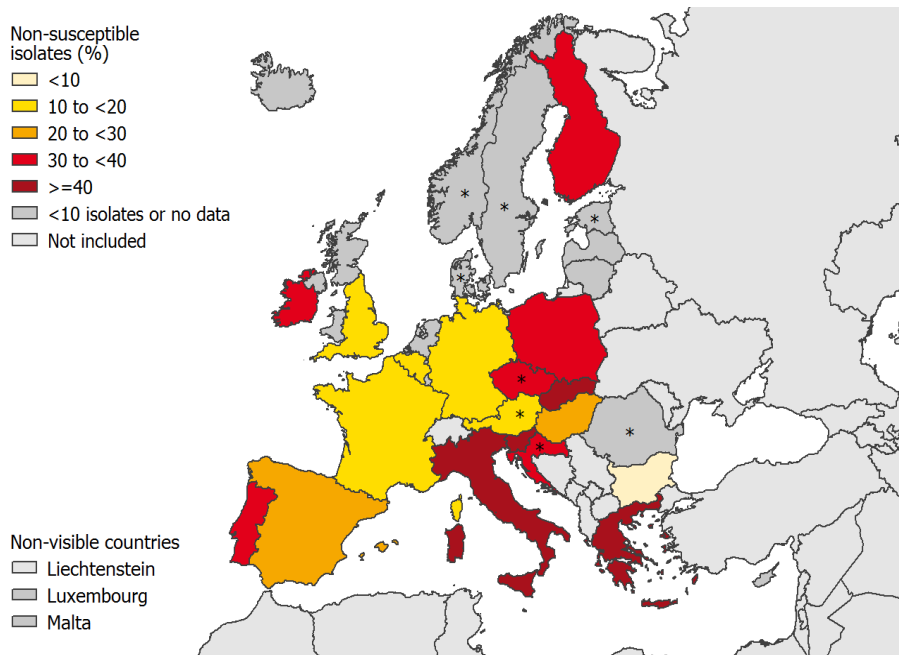 Non-susceptible
isolates (%)
<10
10 to <20
20 to <30
30 to <40
>=40
<10 isolates or no data
Not included
*
*
*
*
*
*
*
*
Non-visible countries
Liechtenstein
Luxembourg
Malta